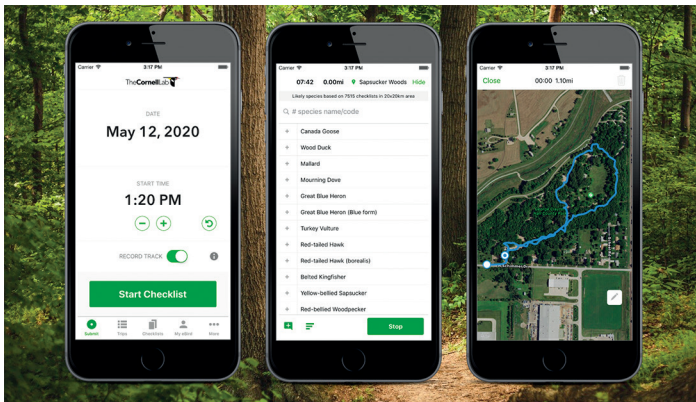 Carrier
3:17 PM
TheCornellLab
DATE
May 12, 2020
START TIME
1:20 PM
RECORD TRACK
Start Checklist
Submit Trips Checklists My eBird More
Carrier
3:17 PM
07:42 0.00mi Sapsucker Woods Hide
Likely species based on 7515 checklists in 20x20km area
# species name/code
Canada Goose
Wood Duck
Mallard
Mourning Dove
Great Blue Heron
Great Blue Heron (Blue form)
Turkey Vulture
Red-tailed Hawk
Red-tailed Hawk (borealis)
Belted Kingfisher
Yellow-bellied Sapsucker
Red-bellied Woodpecker
Stop
Carrier
3:17 PM
Close 00:00 1.10mi